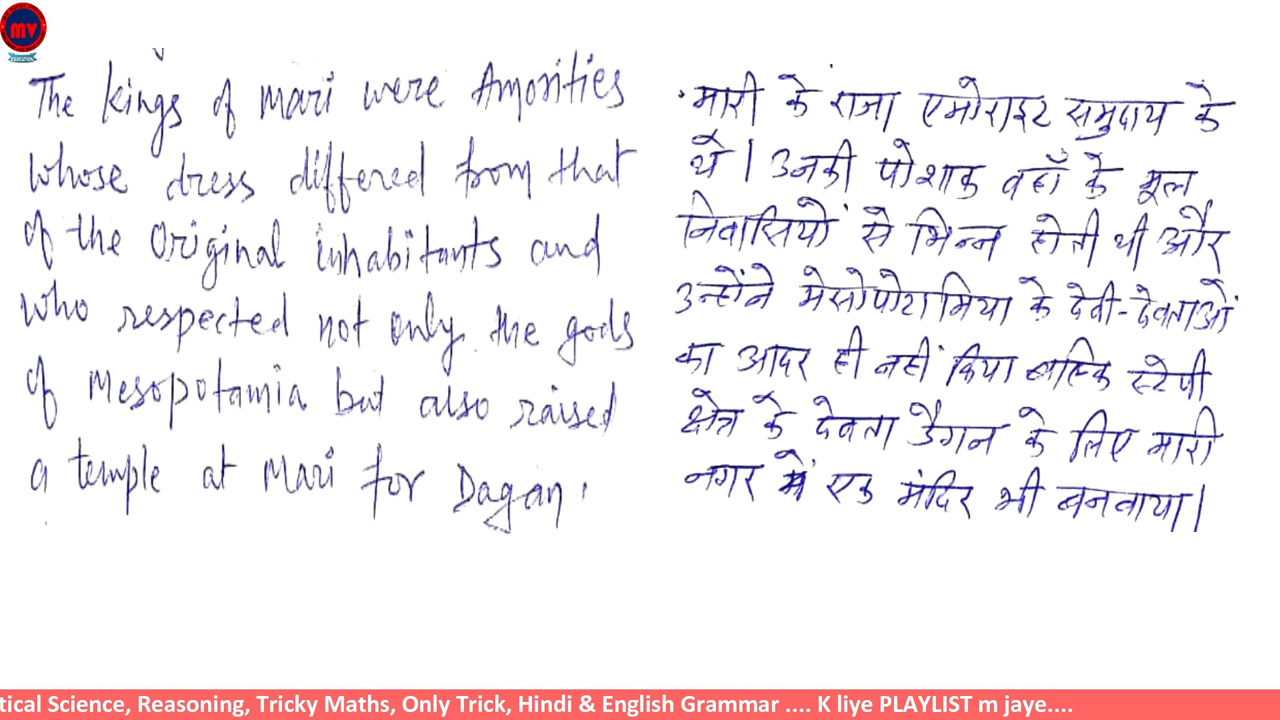 mv
EDUCATION
The kings of Mari were Amorities
whose dress differed from that
of the original inhabitants and
who respected not only the gods
of Mesopotamia but also raised
a temple at Mari for Dagan.
मारी के राजा एमोराइट समुदाय के
थे। उनकी पोशाक वहाँ के मूल
निवासियों से भिन्न होती थी और
उन्होंने मेसोपोटामिया के देवी-देवताओं
का आदर ही नहीं किया बल्कि स्टेपी
क्षेत्र के देवता डैगन के लिए मारी
नगर में एक मंदिर भी बनवाया।
tical Science, Reasoning, Tricky Maths, Only Trick, Hindi & English Grammar .... K liye PLAYLIST m jaye....